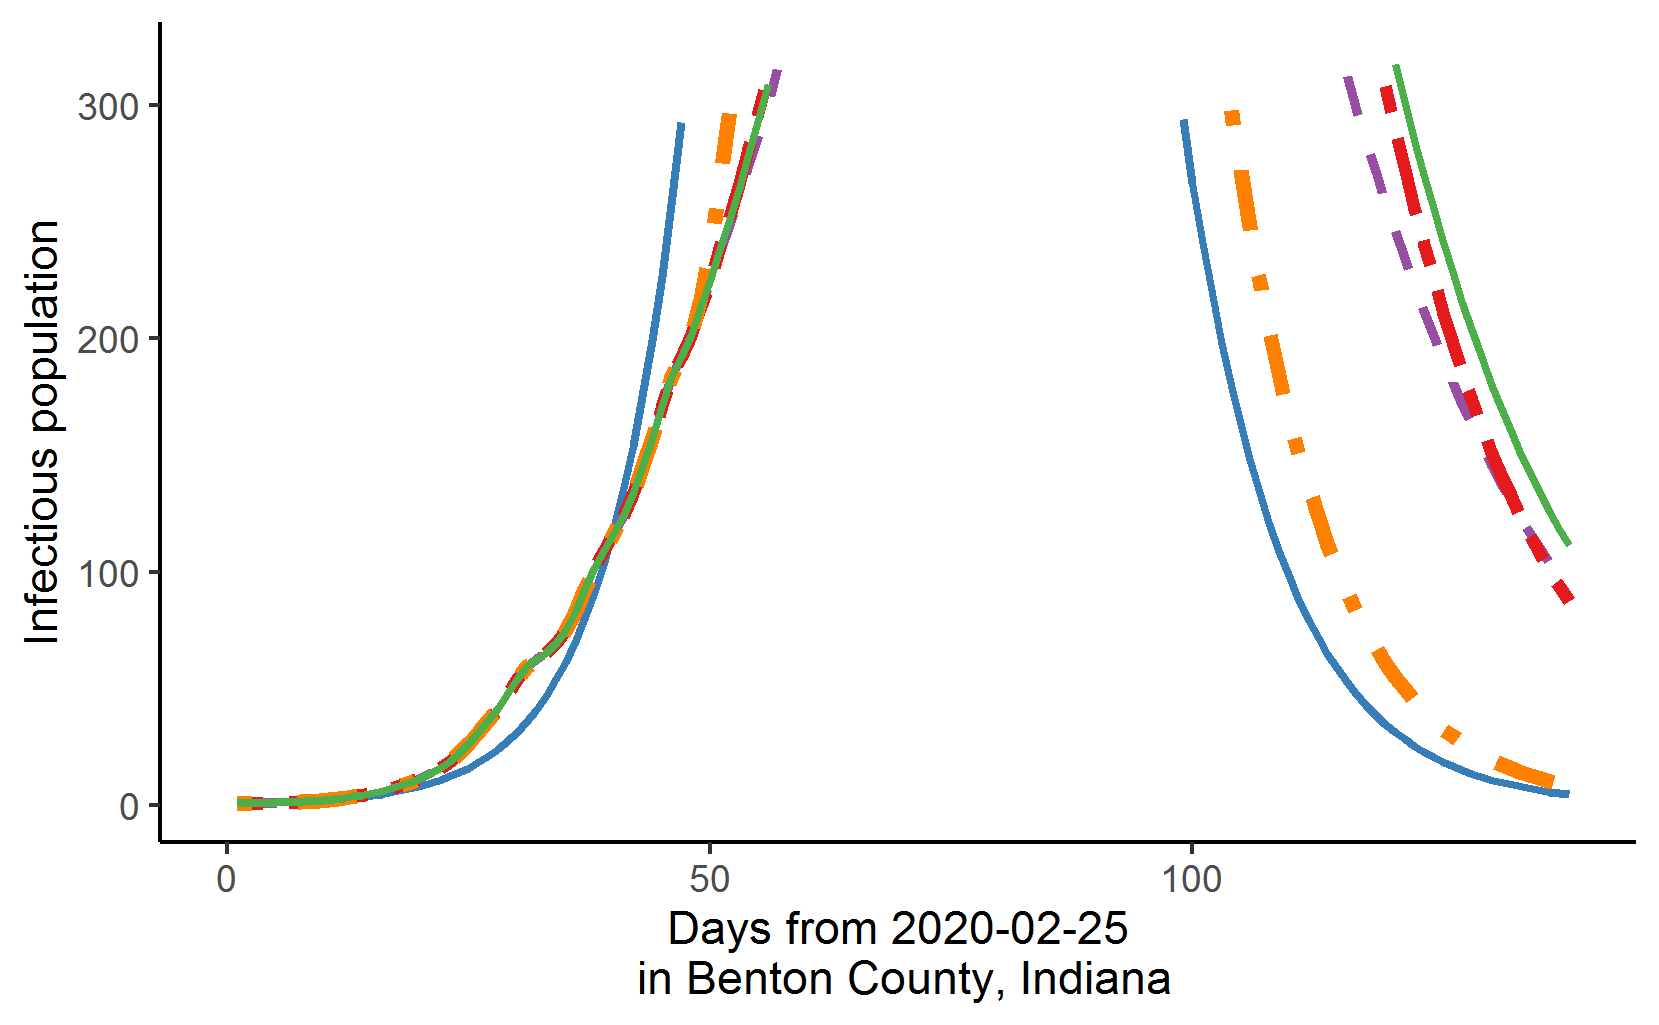 Infectious population
300
200
100
0
0 50 100
Days from 2020-02-25
in Benton County, Indiana